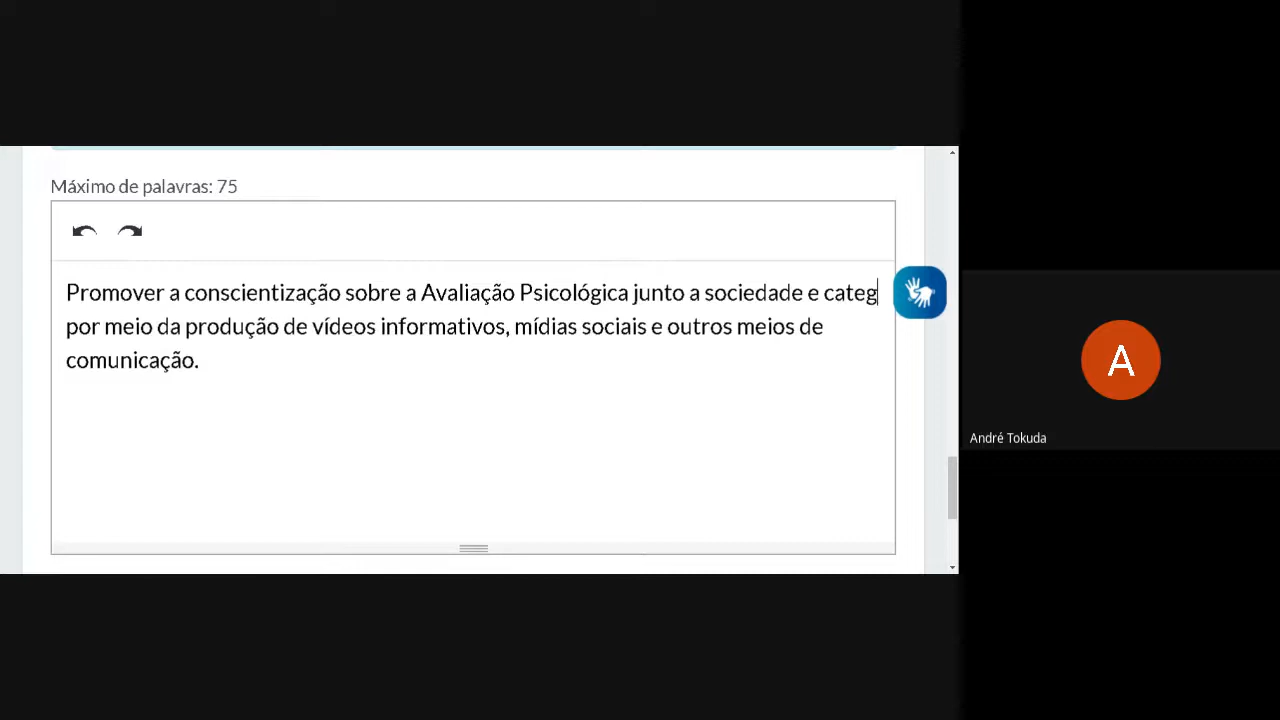 Máximo de palavras: 75
Promover a conscientização sobre a Avaliação Psicológica junto a sociedade e categ
por meio da produção de vídeos informativos, mídias sociais e outros meios de
comunicação.
A
André Tokuda